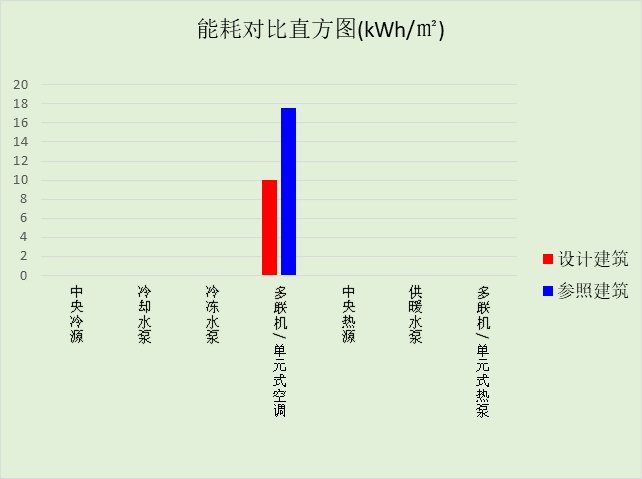 能耗对比直方图(kWh/㎡)
20
18
16
14
12
10
8
6
4
2
0
中央冷源
冷却水泵
冷冻水泵
多联机/单元式空调
中央热源
供暖水泵
多联机/单元式热泵
设计建筑
参照建筑